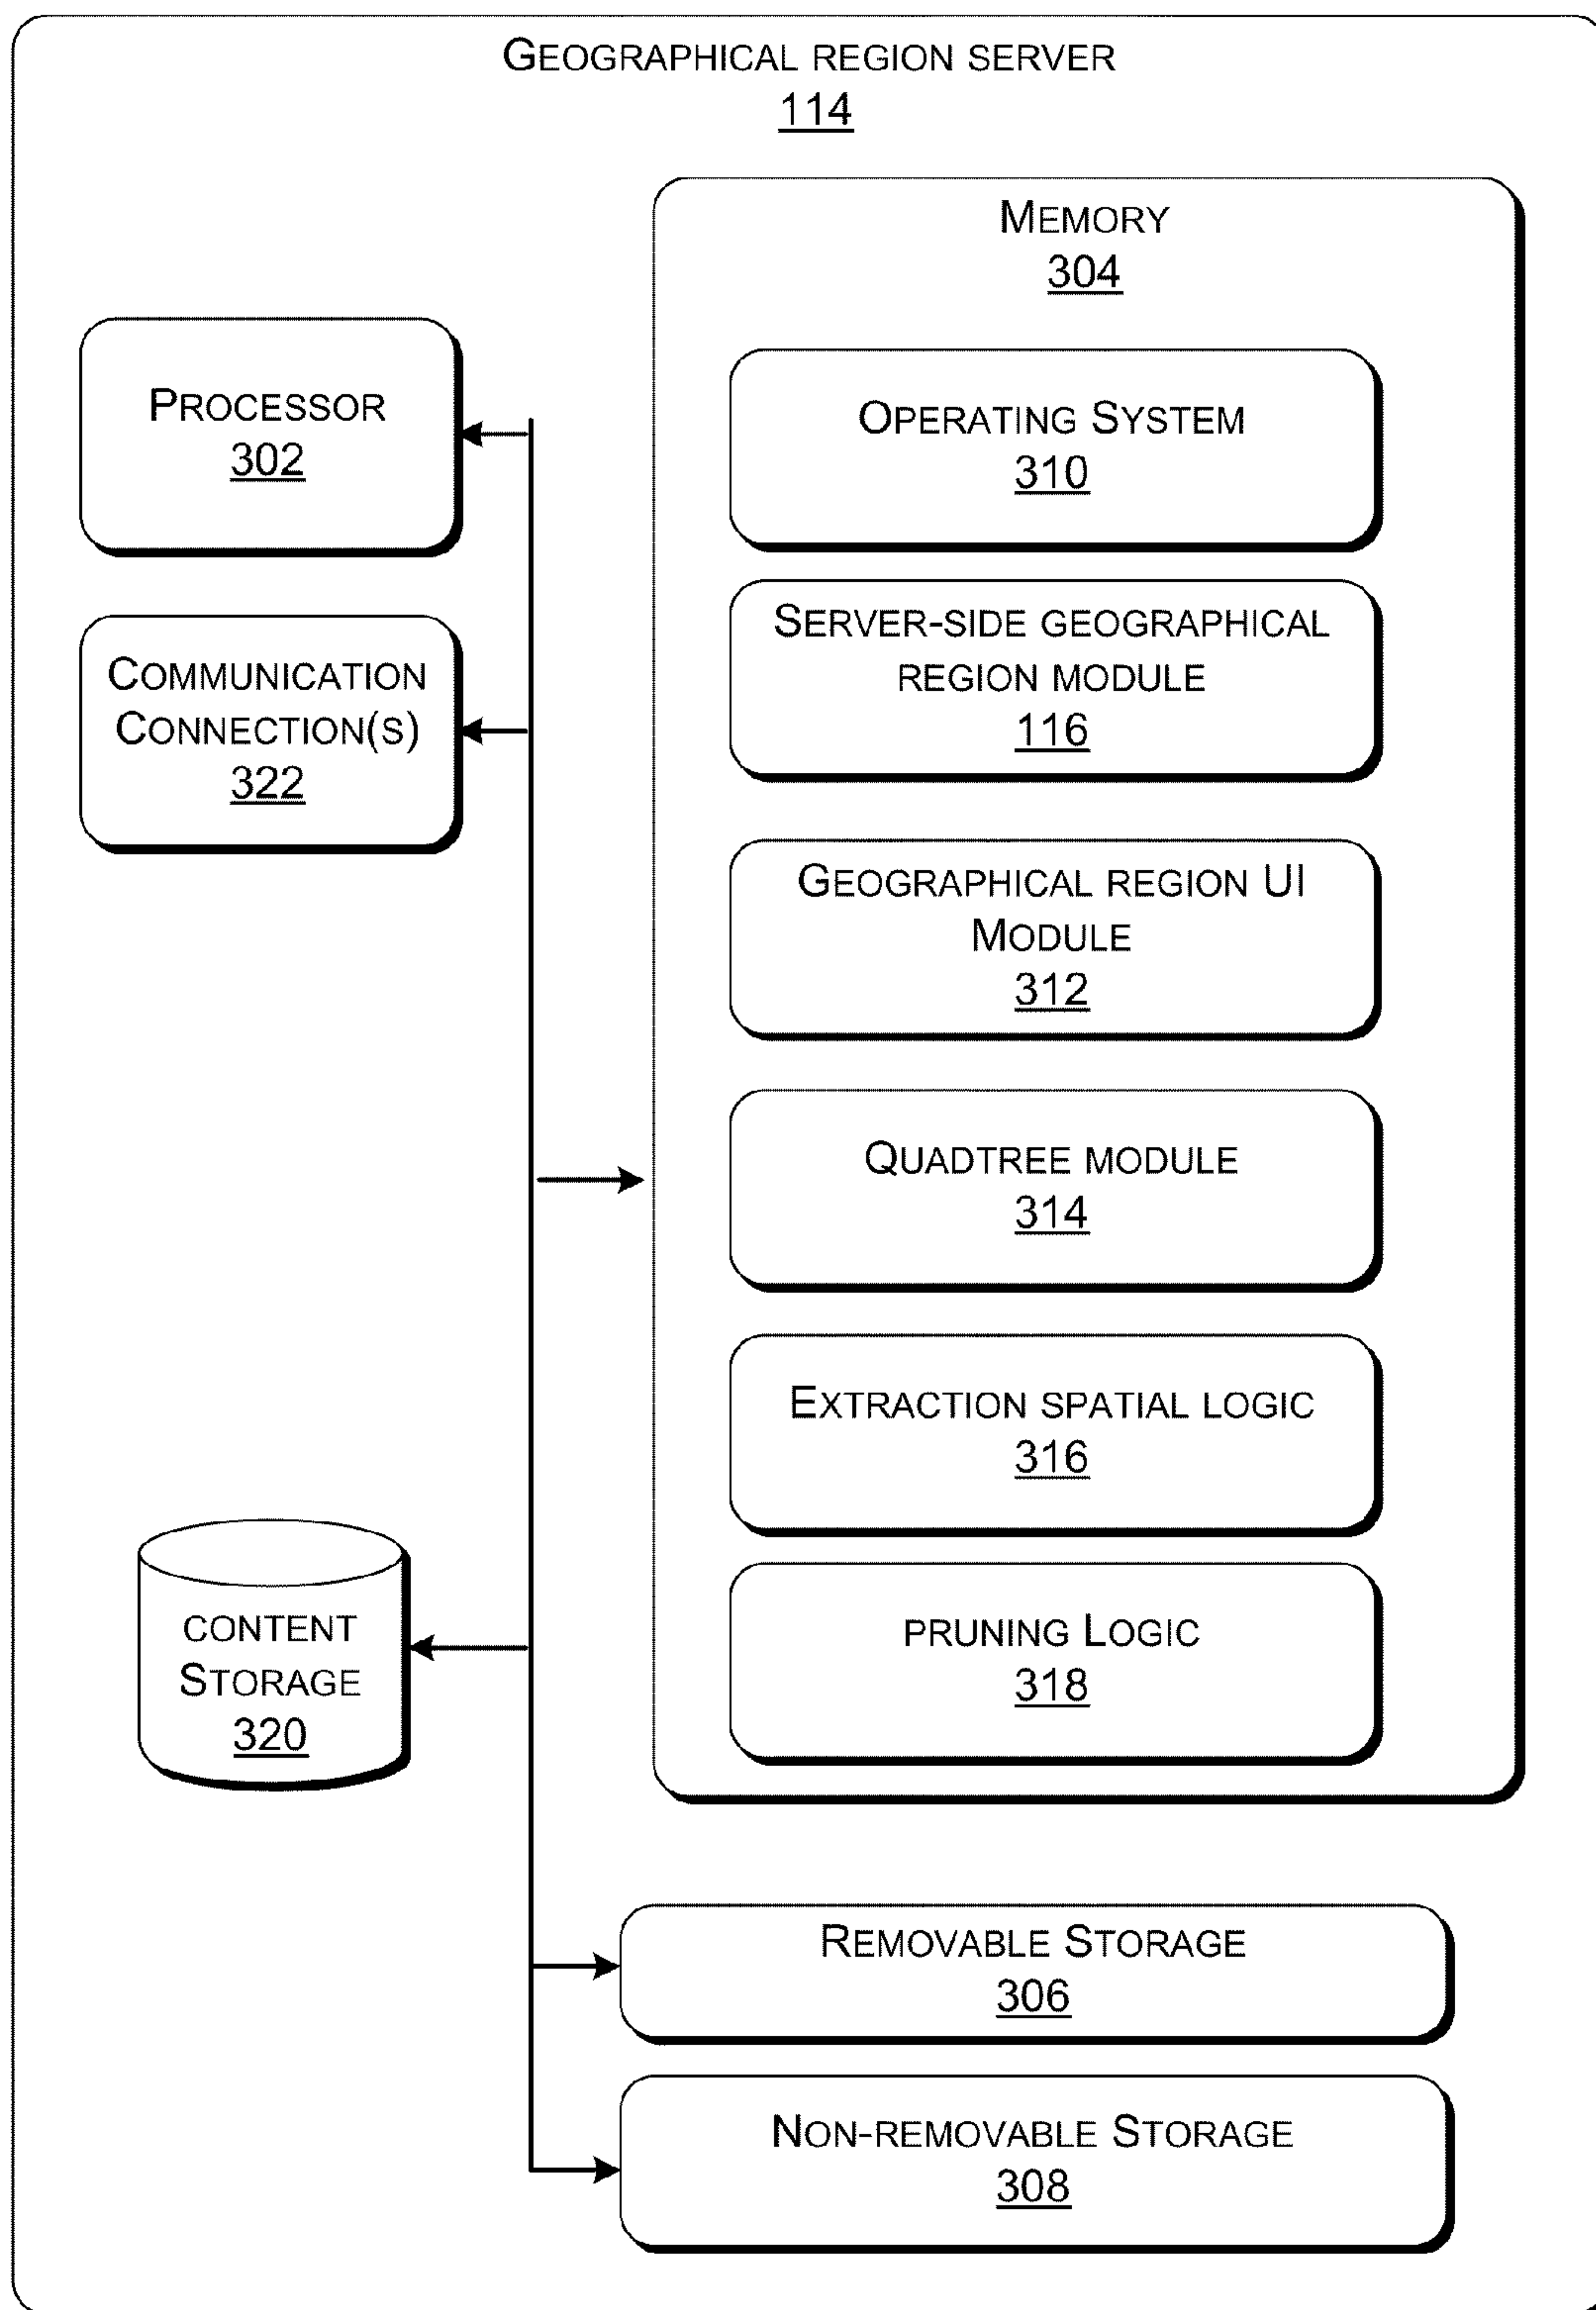 GEOGRAPHICAL REGION SERVER
114
MEMORY
304
PROCESSOR
302
COMMUNICATION
CONNECTION(S)
322
OPERATING SYSTEM
310
SERVER-SIDE GEOGRAPHICAL
REGION MODULE
116
GEOGRAPHICAL REGION UI
MODULE
312
QUADTREE MODULE
314
EXTRACTION SPATIAL LOGIC
316
PRUNING LOGIC
318
CONTENT
STORAGE
320
REMOVABLE STORAGE
306
NON-REMOVABLE STORAGE
308